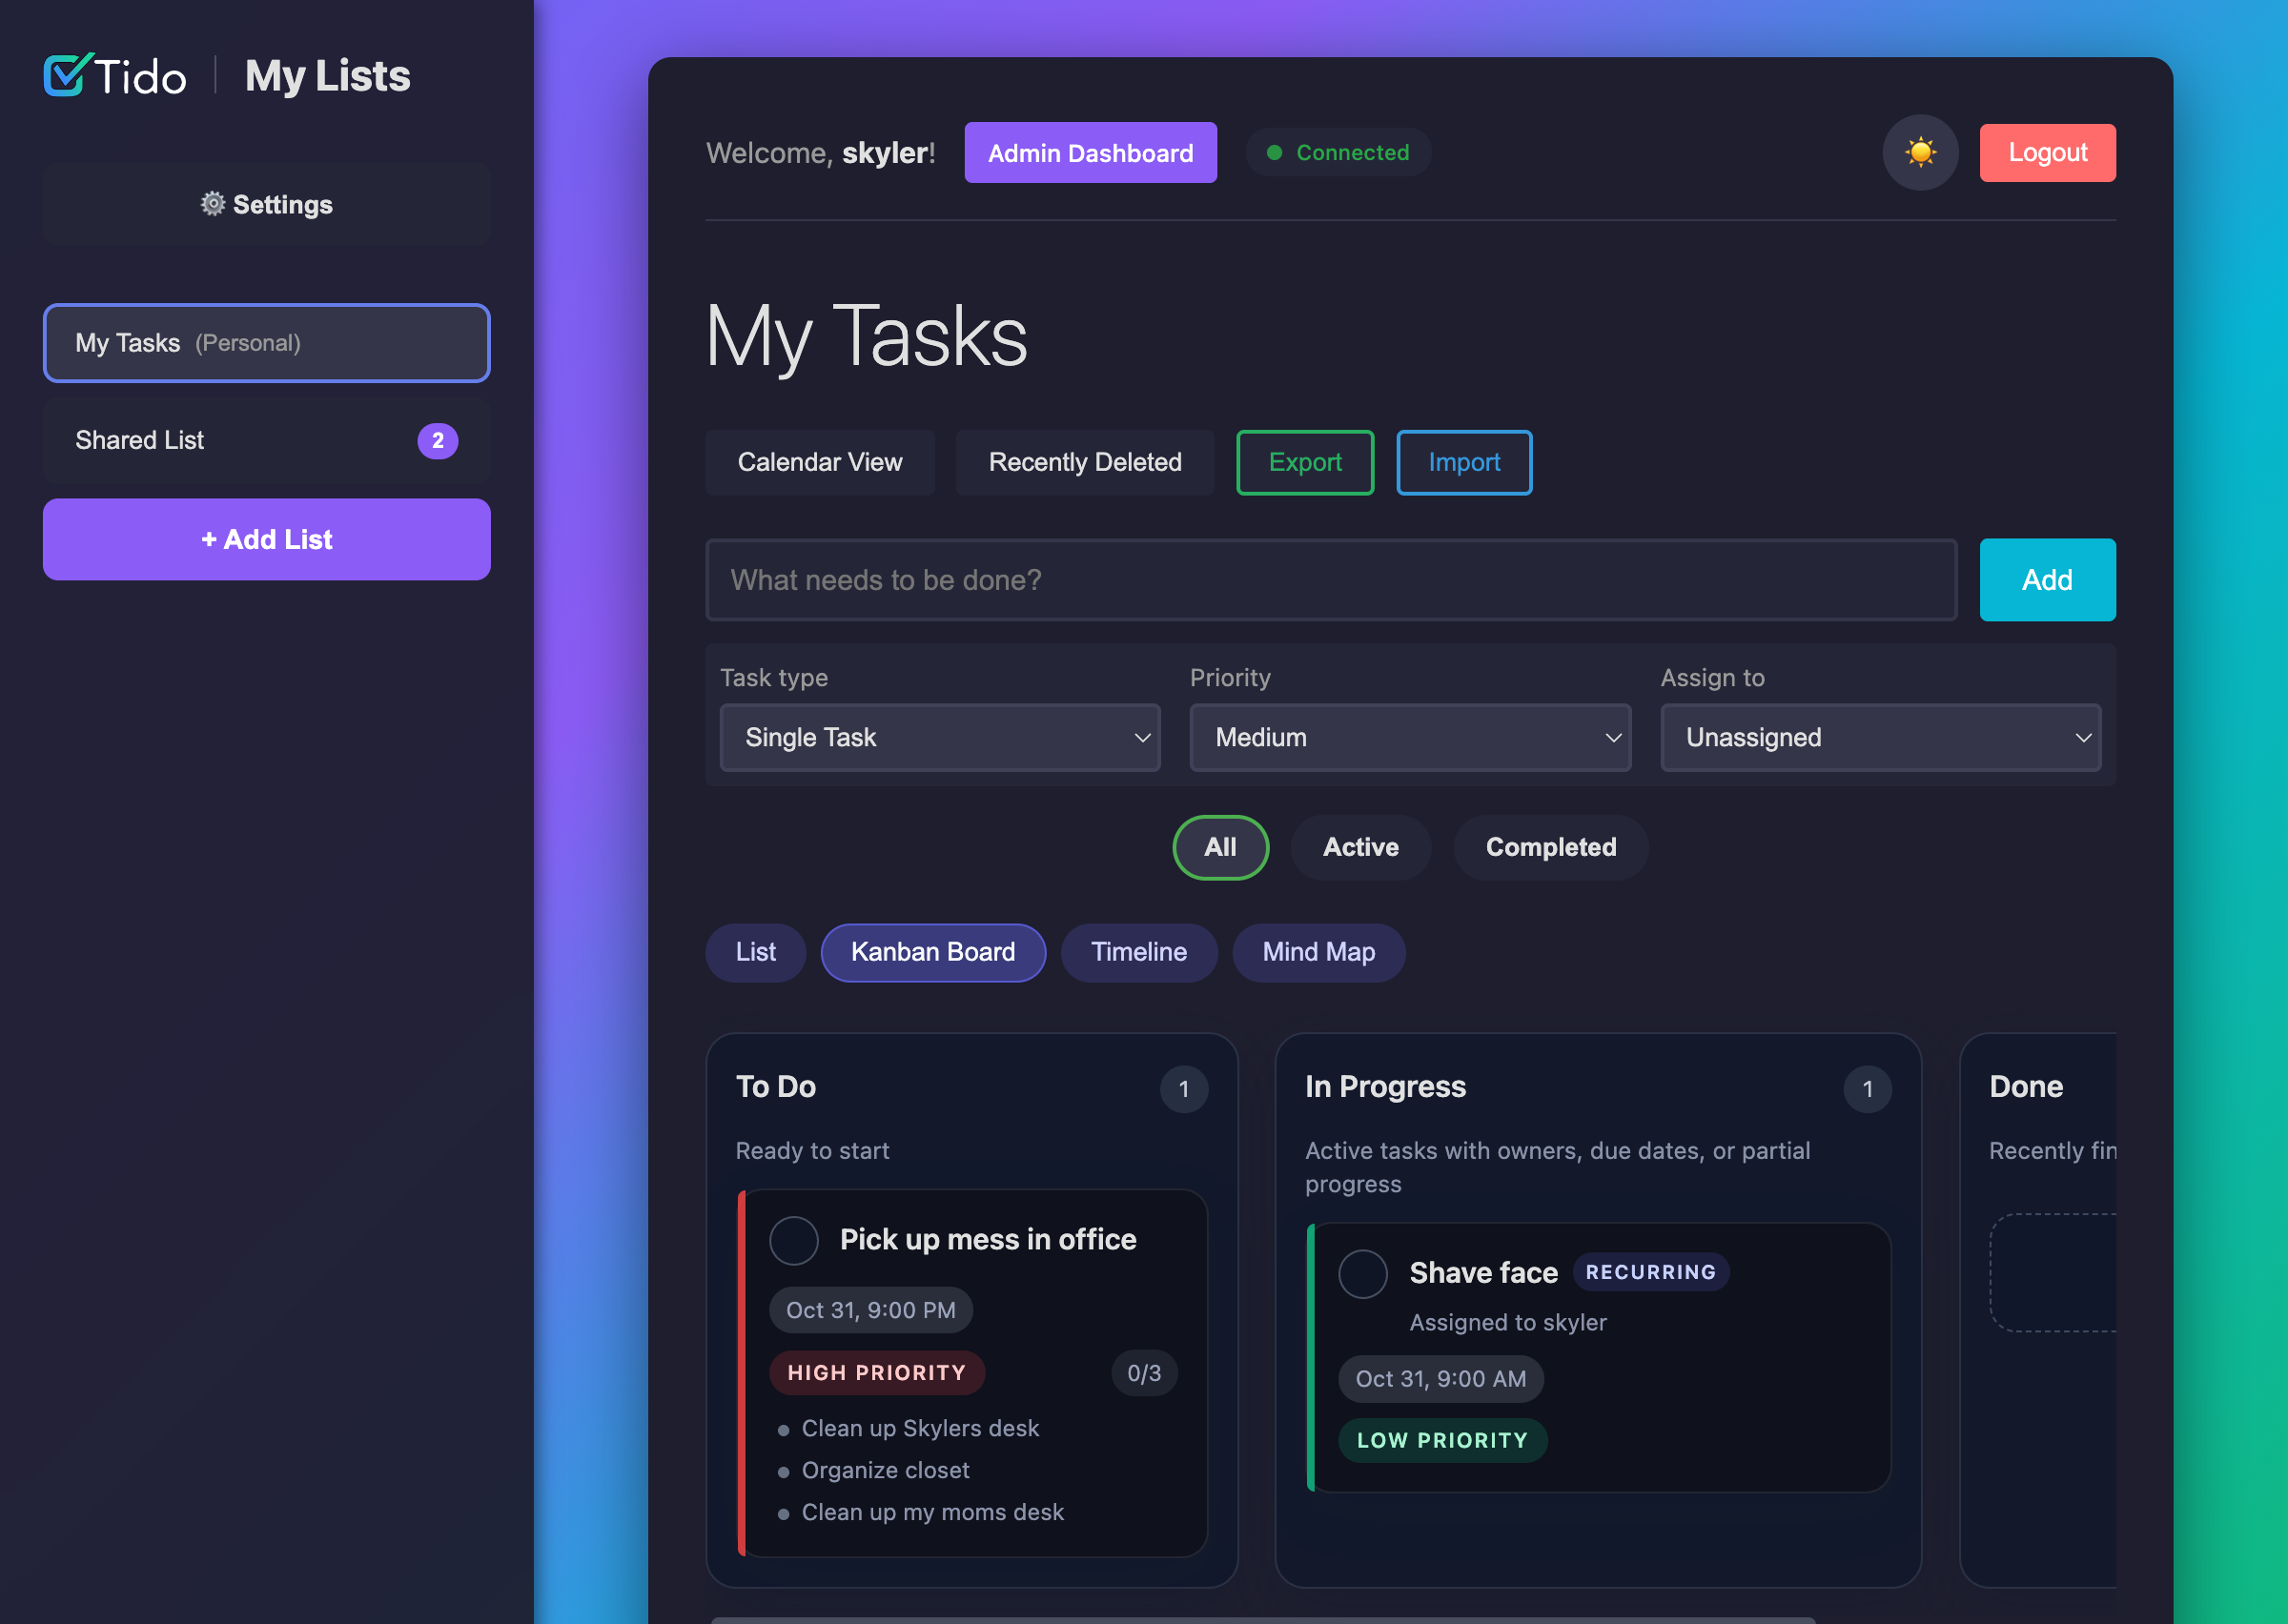 Tido
My Lists
⚙️ Settings
My Tasks (Personal)
Shared List 2
+ Add List
Welcome, skyler!
Admin Dashboard
Connected
Logout
My Tasks
Calendar View
Recently Deleted
Export
Import
What needs to be done?
Add
Task type
Single Task
Priority
Medium
Assign to
Unassigned
All
Active
Completed
List
Kanban Board
Timeline
Mind Map
To Do 1
Ready to start
Pick up mess in office
Oct 31, 9:00 PM
HIGH PRIORITY 0/3
Clean up Skylers desk
Organize closet
Clean up my moms desk
In Progress 1
Active tasks with owners, due dates, or partial
progress
Shave face RECURRING
Assigned to skyler
Oct 31, 9:00 AM
LOW PRIORITY
Done
Recently fin